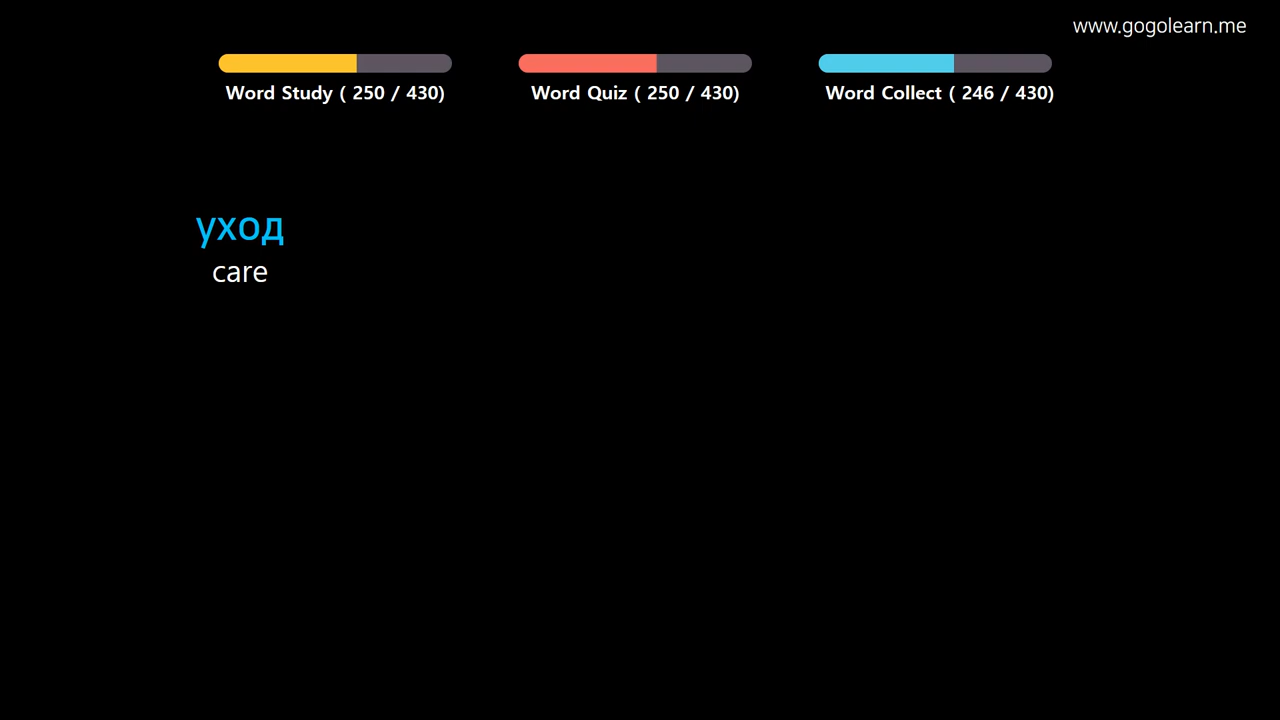 www.gogolearn.me
Word Study ( 250 / 430)
Word Quiz ( 250 / 430)
Word Collect ( 246 / 430)
уход
care